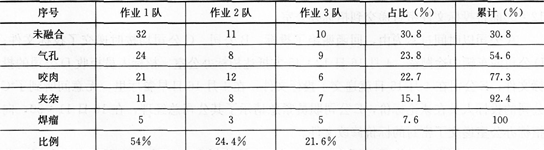 序号 作业1队 作业2队 作业3队 占比(%) 累计(%)
未融合 32 11 10 30.8 30.8
气孔 24 8 9 23.8 54.6
咬肉 21 12 6 22.7 77.3
夹杂 11 8 7 15.1 92.4
焊瘤 5 3 5 7.6 100
比例 54% 24.4% 21.6%